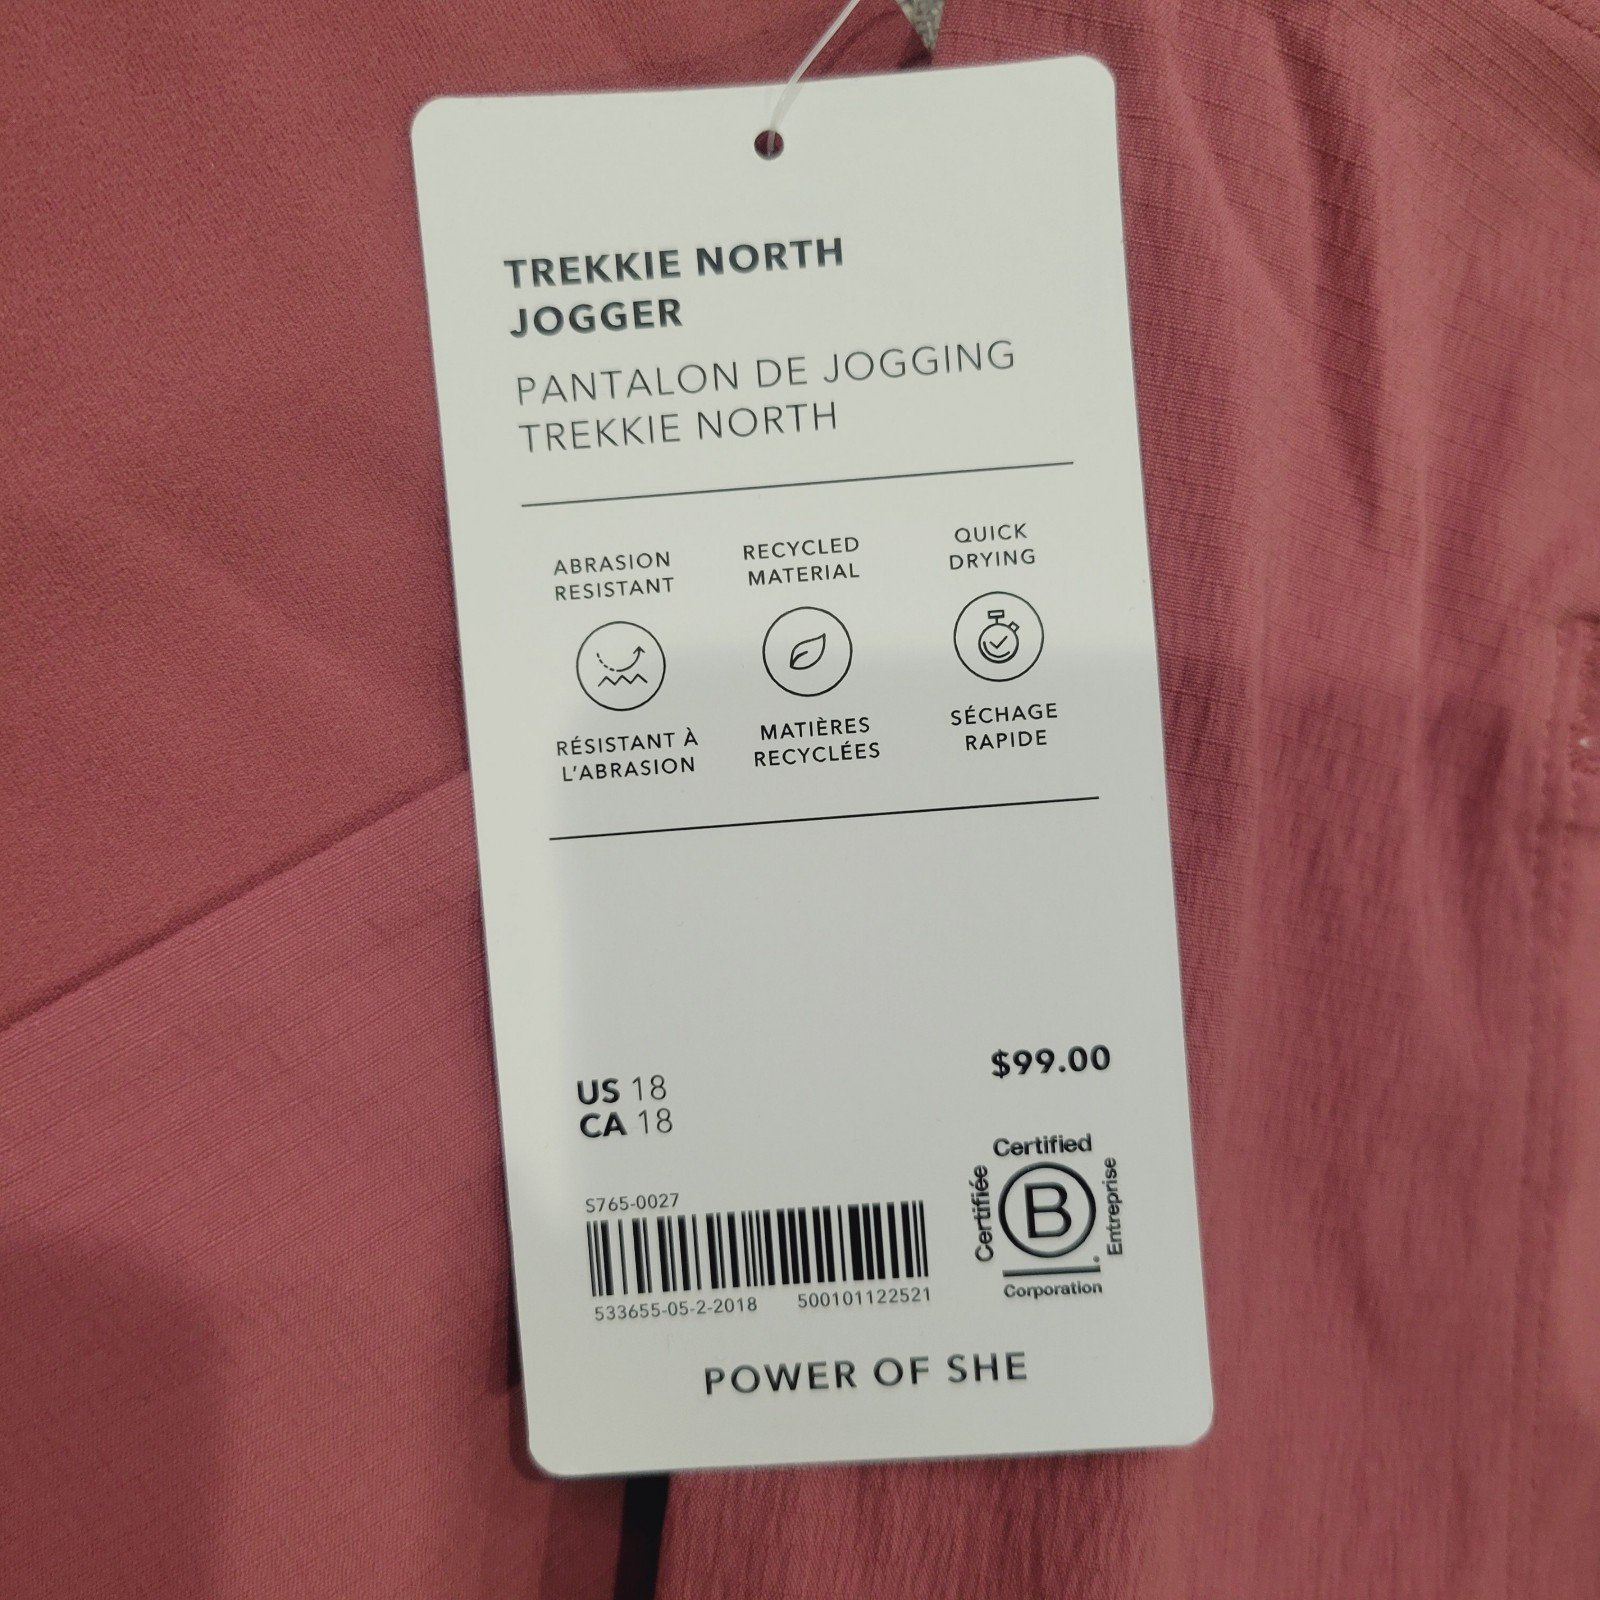 TREKKIE NORTH
JOGGER
PANTALON DE JOGGING
TREKKIE NORTH
ABRASION
RESISTANT
RECYCLED
MATERIAL
QUICK
DRYING
RÉSISTANT À
L'ABRASION
MATIÈRES
RECYCLÉES
SÉCHAGE
RAPIDE
US 18
CA 18
$99.00
S765-0027
533655-05-2-2018 500101122521
Certified
Certifiée
B
Entreprise
Corporation
POWER OF SHE